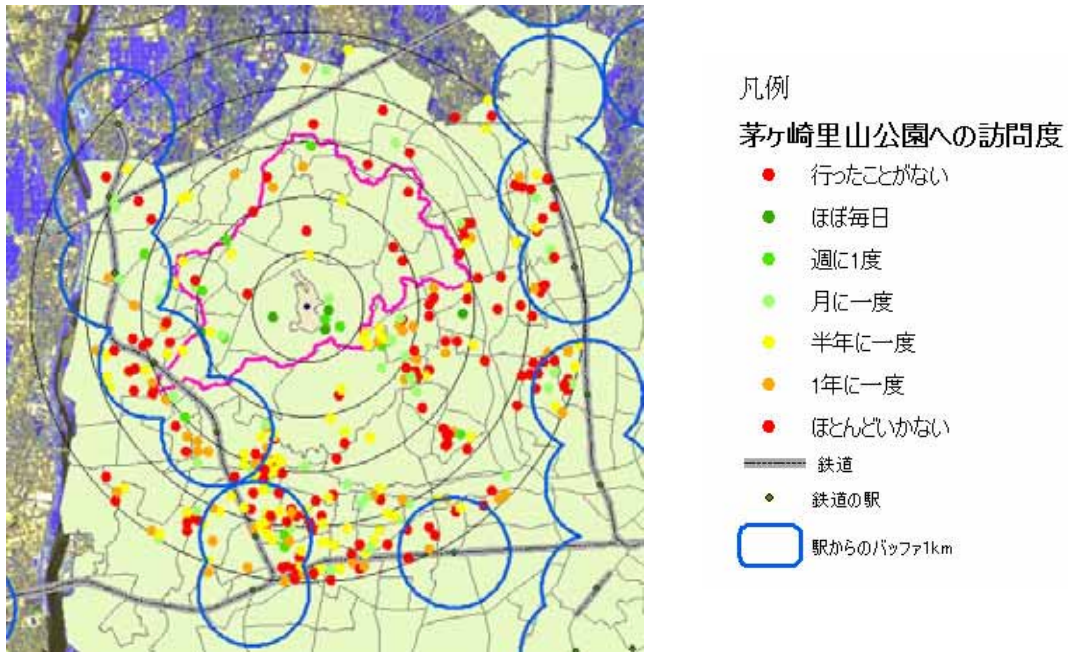 凡例
茅ヶ崎里山公園への訪問度
行ったことがない
ほぼ毎日
週に1度
月に一度
半年に一度
1年に一度
ほとんどいかない
鉄道
鉄道の駅
駅からのバッファ1km